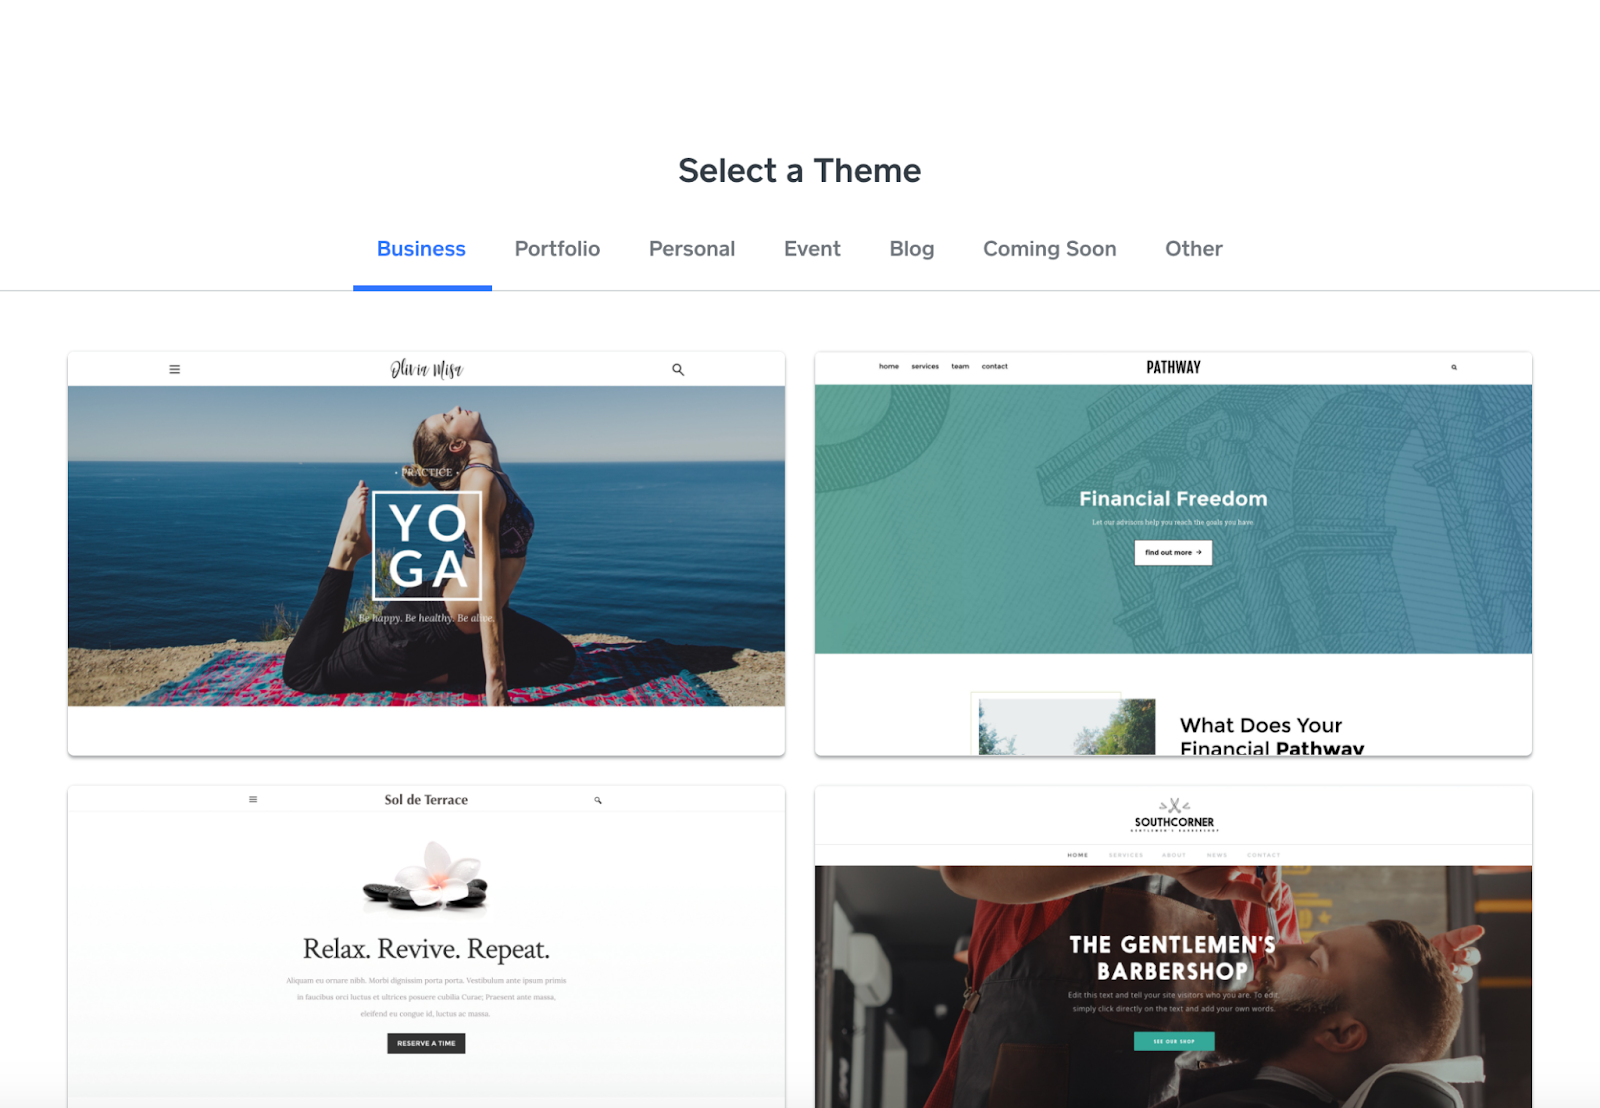 Select a Theme
Business Portfolio Personal Event Blog Coming Soon Other
Olivia Misa
• PRACTICE •
YO
GA
Be happy. Be healthy. Be alive.
home services team contact PATHWAY
Financial Freedom
Let our advisors help you reach the goals you have
find out more →
What Does Your
Financial Pathway
Sol de Terrace
Relax. Revive. Repeat.
Aliquam eu ornare nibh. Morbi dignissim porta porta. Vestibulum ante ipsum primis
in faucibus orci luctus et ultrices posuere cubilia Curae; Praesent ante massa,
eleifend eu congue id, luctus ac massa.
RESERVE A TIME
SOUTHCORNER
GENTLEMEN'S BARBERSHOP
HOME SERVICES ABOUT NEWS CONTACT
THE GENTLEMEN'S
BARBERSHOP
Edit this text and tell your site visitors who you are. To edit,
simply click directly on the text and add your own words.
SEE OUR SHOP